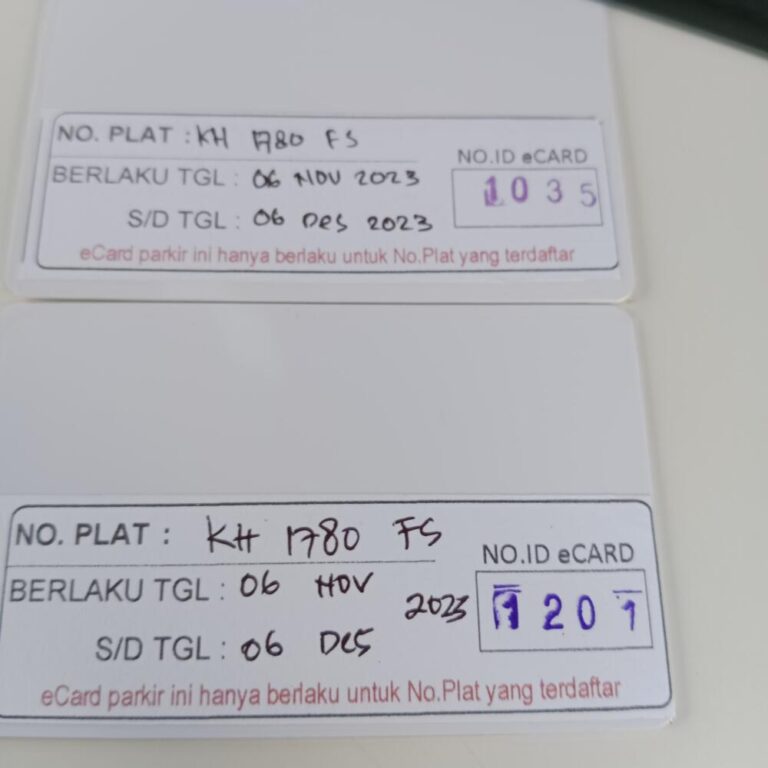 NO. PLAT : KH 1780 FS
NO.ID eCARD
BERLAKU TGL : 06 NOV 2023
1035
S/D TGL : 06 Des 2023
eCard parkir ini hanya berlaku untuk No.Plat yang terdaftar
NO. PLAT : KH 1780 FS
NO.ID eCARD
BERLAKU TGL : 06 NOV
2023
1201
S/D TGL : 06 Des
eCard parkir ini hanya berlaku untuk No.Plat yang terdaftar